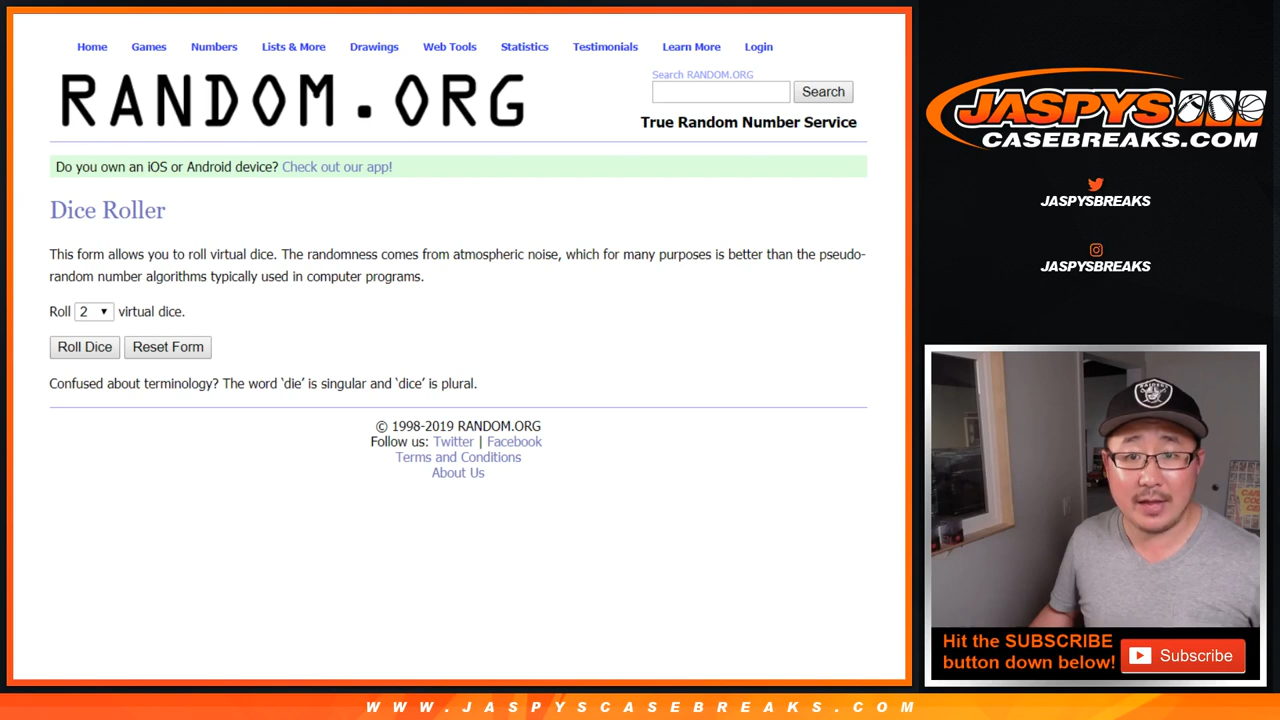 Home Games Numbers Lists & More Drawings Web Tools Statistics Testimonials Learn More Login
RANDOM.ORG
Search RANDOM.ORG
Search
True Random Number Service
Do you own an iOS or Android device? Check out our app!
Dice Roller
This form allows you to roll virtual dice. The randomness comes from atmospheric noise, which for many purposes is better than the pseudo-
random number algorithms typically used in computer programs.
Roll 2 virtual dice.
Roll Dice Reset Form
Confused about terminology? The word ‘die’ is singular and ‘dice’ is plural.
© 1998-2019 RANDOM.ORG
Follow us: Twitter | Facebook
Terms and Conditions
About Us
JASPYS
CASEBREAKS.COM
JASPYSBREAKS
JASPYSBREAKS
RAIDERS
Hit the SUBSCRIBE
button down below!
Subscribe
WWW.JASPYSCASEBREAKS.COM